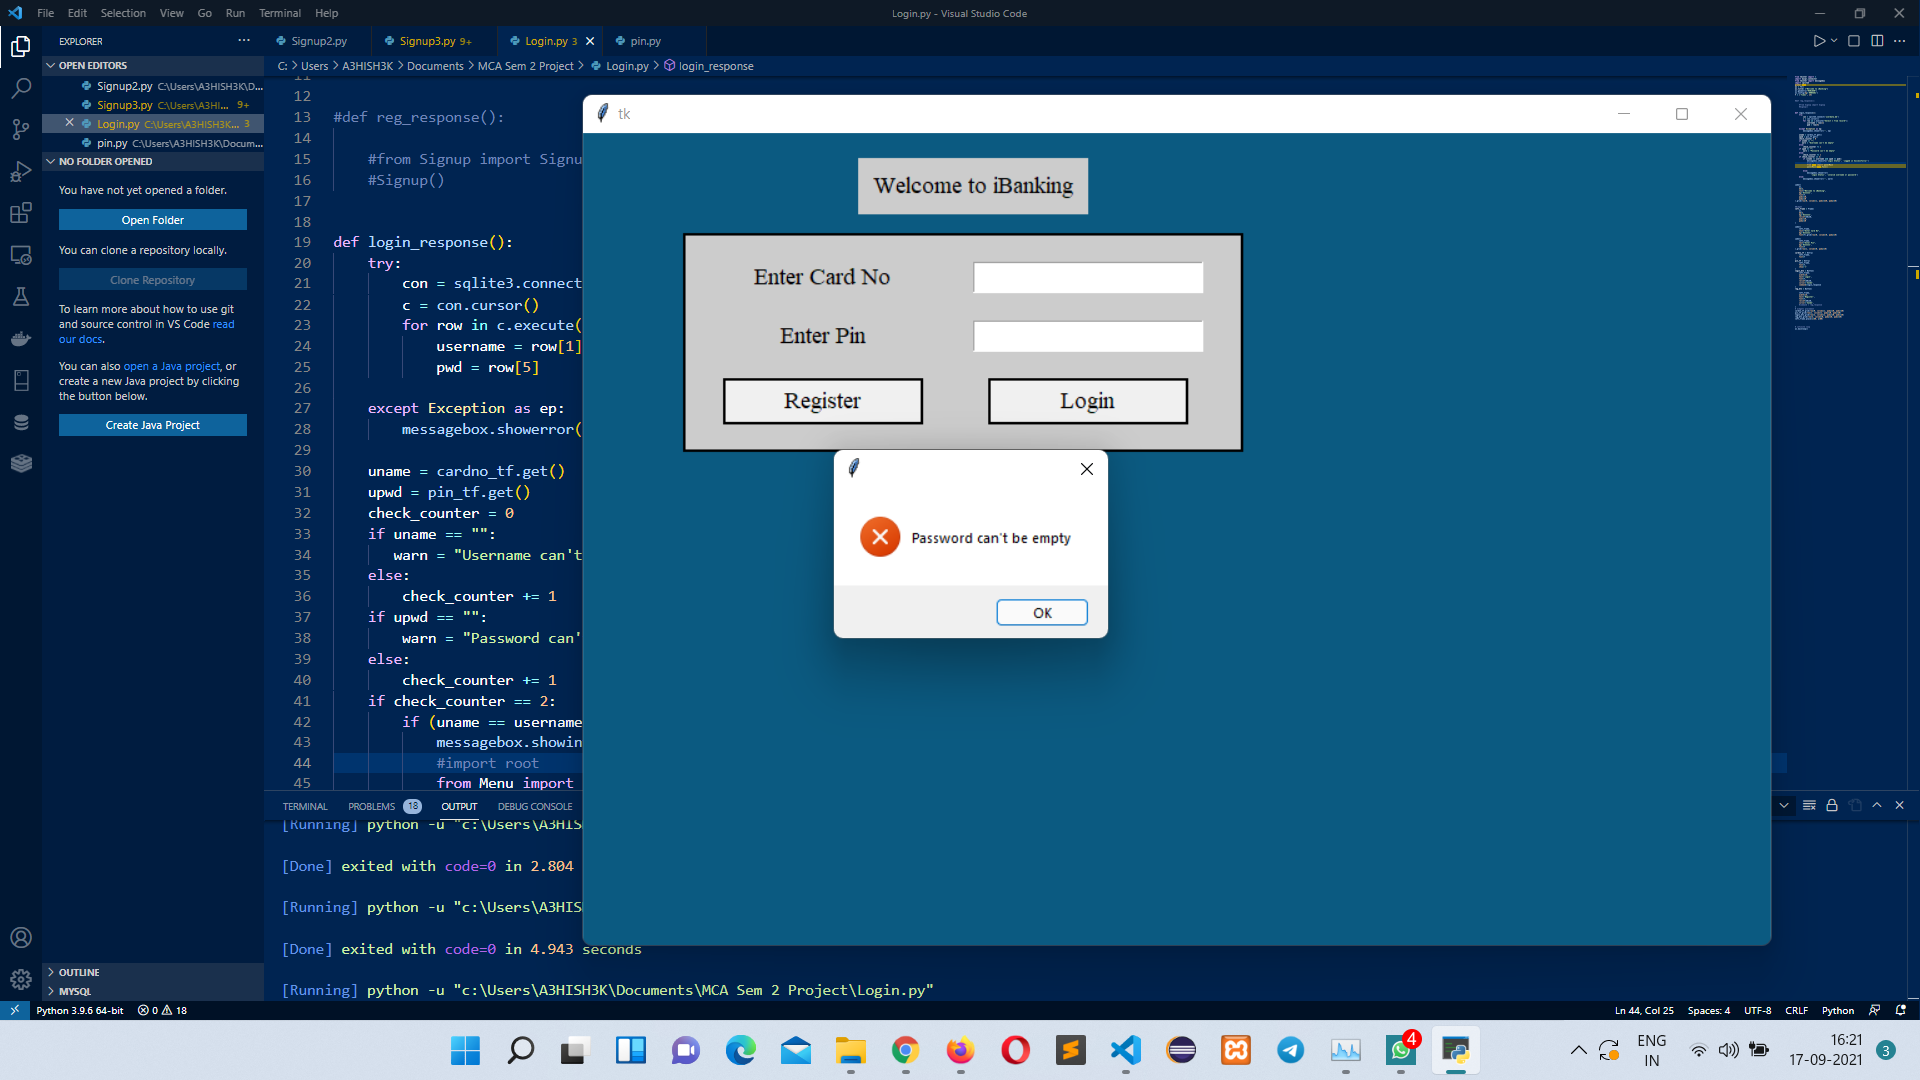 File Edit Selection View Go Run Terminal Help
Login.py - Visual Studio Code
EXPLORER
Signup2.py
Signup3.py 9+
Login.py 3
pin.py
OPEN EDITORS
C: > Users > A3HISH3K > Documents > MCA Sem 2 Project > Login.py > login_response
Signup2.py C:\Users\A3HISH3K\D...
Signup3.py C:\Users\A3HI... 9+
Login.py C:\Users\A3HISH3K... 3
pin.py C:\Users\A3HISH3K\Docum...
NO FOLDER OPENED
You have not yet opened a folder.
Open Folder
You can clone a repository locally.
Clone Repository
To learn more about how to use git
and source control in VS Code read
our docs.
You can also open a Java project, or
create a new Java project by clicking
the button below.
Create Java Project
OUTLINE
MYSQL
11
12
13 #def reg_response():
14
15 #from Signup import Signu
16 #Signup()
17
18
19 def login_response():
20 try:
21 con = sqlite3.connect
22 c = con.cursor()
23 for row in c.execute(
24 username = row[1]
25 pwd = row[5]
26
27 except Exception as ep:
28 messagebox.showerror(
29
30 uname = cardno_tf.get()
31 upwd = pin_tf.get()
32 check_counter = 0
33 if uname == "":
34 warn = "Username can't
35 else:
36 check_counter += 1
37 if upwd == "":
38 warn = "Password can'
39 else:
40 check_counter += 1
41 if check_counter == 2:
42 if (uname == username
43 messagebox.showin
44 #import root
45 from Menu import
tk
Welcome to iBanking
Enter Card No
Enter Pin
Register
Login
Password can't be empty
OK
TERMINAL PROBLEMS 18 OUTPUT DEBUG CONSOLE
[Running] python -u "c:\Users\A3HIS
[Done] exited with code=0 in 2.804
[Running] python -u "c:\Users\A3HIS
[Done] exited with code=0 in 4.943 seconds
[Running] python -u "c:\Users\A3HISH3K\Documents\MCA Sem 2 Project\Login.py"
Python 3.9.6 64-bit 0 18
Ln 44, Col 25 Spaces: 4 UTF-8 CRLF Python
4
ENG
IN
16:21
17-09-2021
3